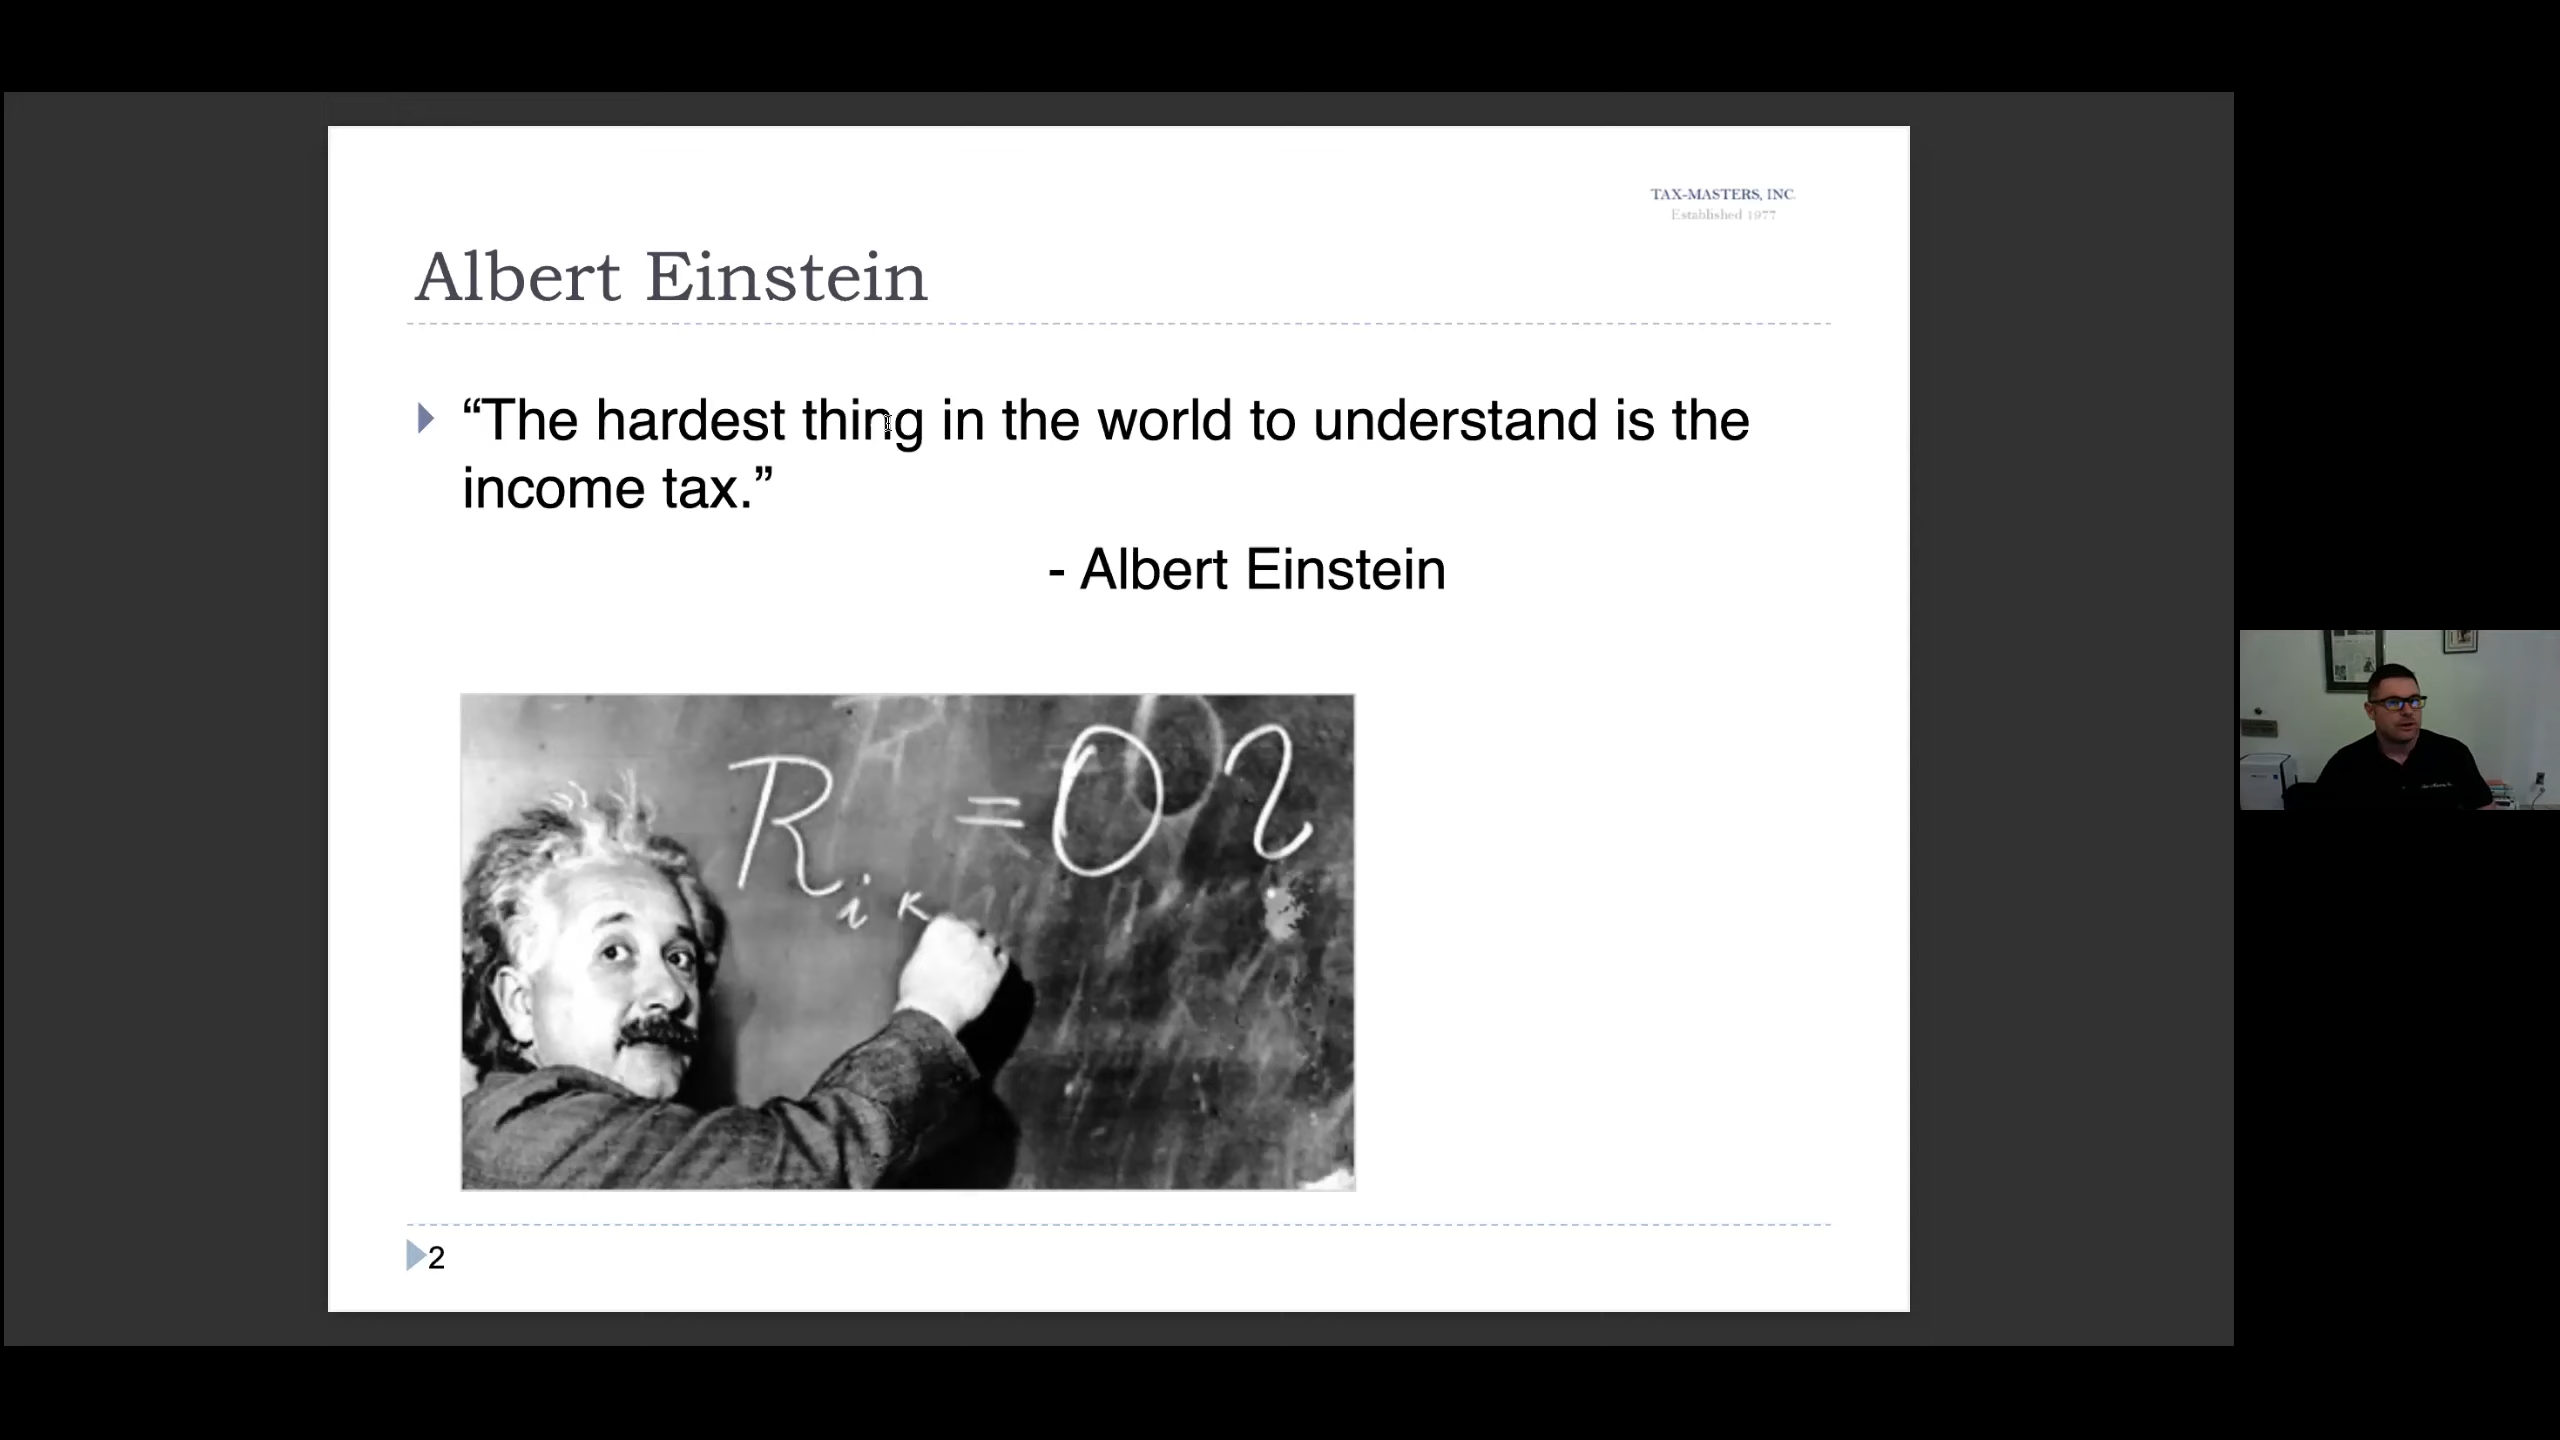 TAX-MASTERS, INC.
Established 1977
Albert Einstein
“The hardest thing in the world to understand is the
income tax.”
- Albert Einstein
R i κ = 0 ?
2